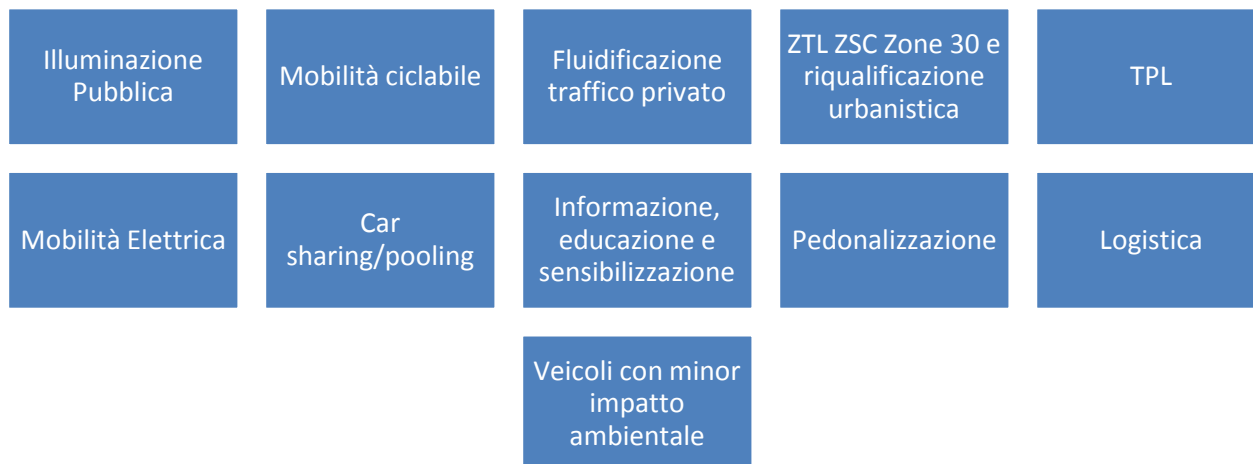 Illuminazione
Pubblica
Mobilità ciclabile
Fluidificazione
traffico privato
ZTL ZSC Zone 30 e
riqualificazione
urbanistica
TPL
Mobilità Elettrica
Car
sharing/pooling
Informazione,
educazione e
sensibilizzazione
Pedonalizzazione
Logistica
Veicoli con minor
impatto
ambientale